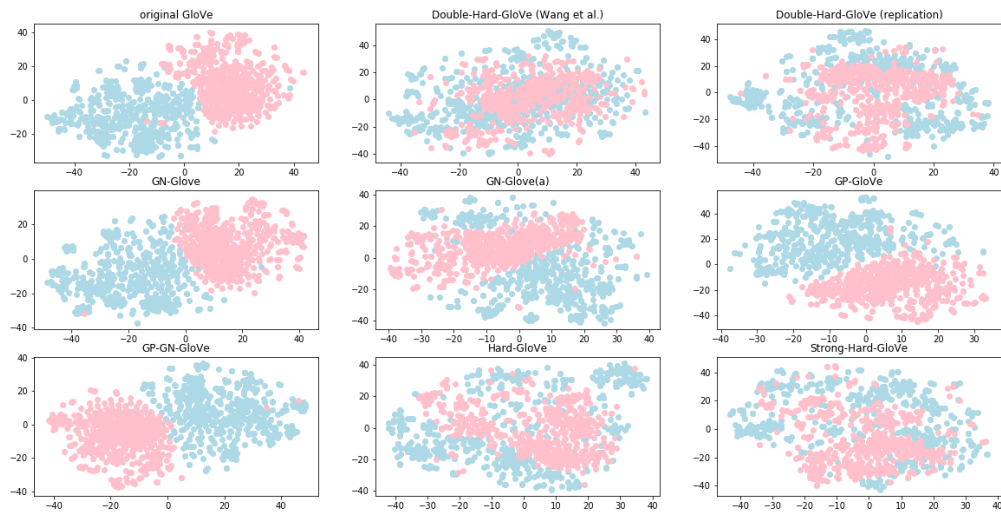 original GloVe
Double-Hard-GloVe (Wang et al.)
Double-Hard-GloVe (replication)
40
20
0
−20
−40 −20 0 20 40
40
20
0
−20
−40
−40 −20 0 20 40
40
20
0
−20
−40
−40 −20 0 20 40
GN-Glove
GN-Glove(a)
GP-GloVe
20
0
−20
−40
−40 −20 0 20 40
40
20
0
−20
−40
−40 −30 −20 −10 0 10 20 30 40
60
40
20
0
−20
−40
−40 −30 −20 −10 0 10 20 30
GP-GN-GloVe
Hard-GloVe
Strong-Hard-GloVe
40
20
0
−20
−40
−40 −20 0 20 40
40
20
0
−20
−40
−40 −30 −20 −10 0 10 20 30 40
40
20
0
−20
−40
−40 −30 −20 −10 0 10 20 30 40